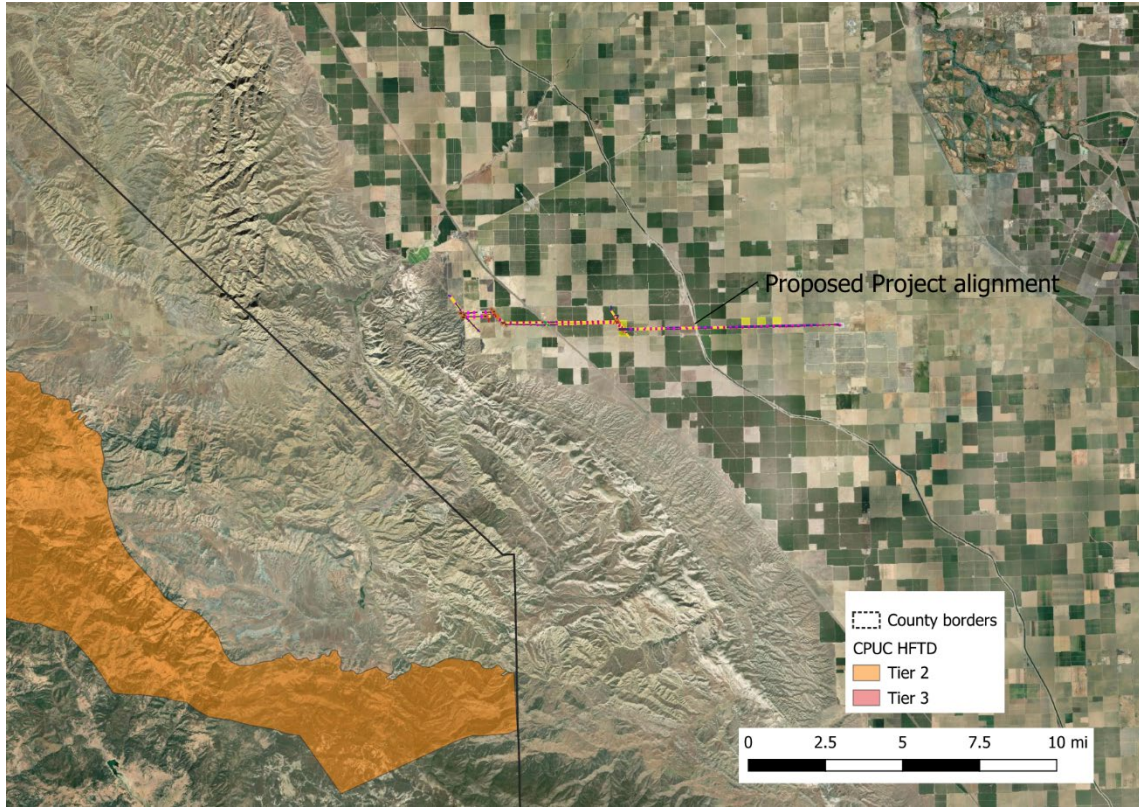 Proposed Project alignment
County borders
CPUC HFTD
Tier 2
Tier 3
0 2.5 5 7.5 10 mi